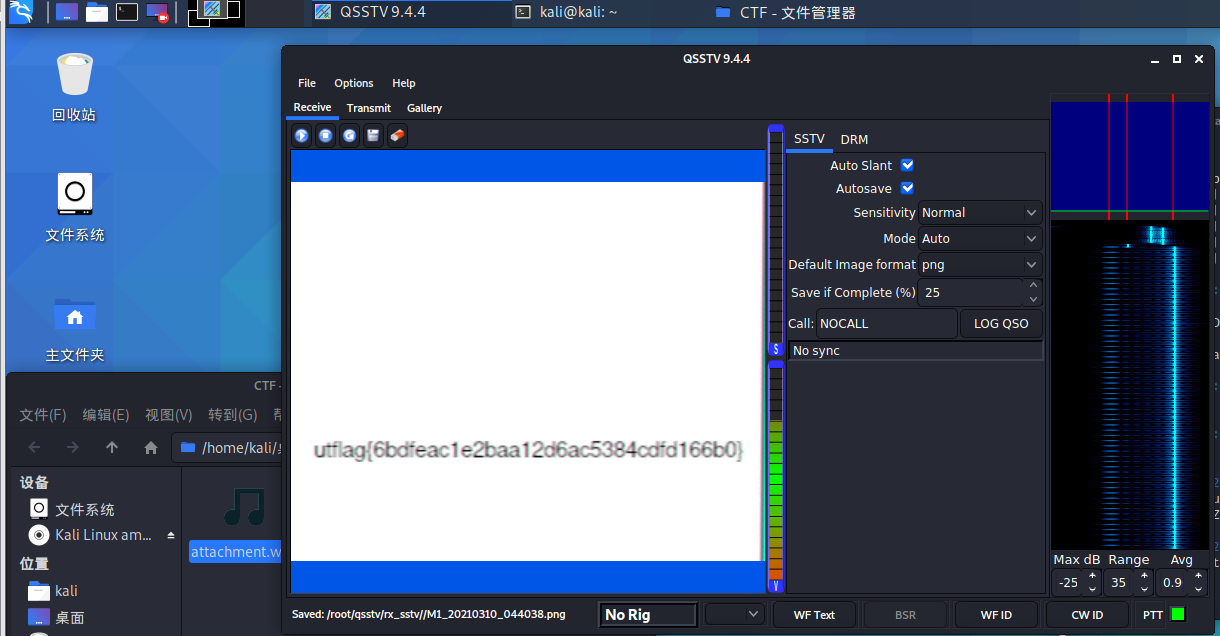 QSSTV 9.4.4
kali@kali: ~
CTF - 文件管理器
回收站
文件系统
主文件夹
QSSTV 9.4.4
File Options Help
Receive Transmit Gallery
SSTV DRM
Auto Slant
Autosave
Sensitivity Normal
Mode Auto
Default Image format png
Save if Complete (%) 25
Call: NOCALL LOG QSO
S No sync
utflag{6bdfeac1e2baa12d6ac5384cdfd166b0}
V
Max dB Range Avg
-25 35 0.9
Saved: /root/qsstv/rx_sstv//M1_20210310_044038.png No Rig WF Text BSR WF ID CW ID PTT
CTF -
文件(F) 编辑(E) 视图(V) 转到(G)
/home/kali/
设备
文件系统
Kali Linux am...
位置
kali
桌面
attachment.w